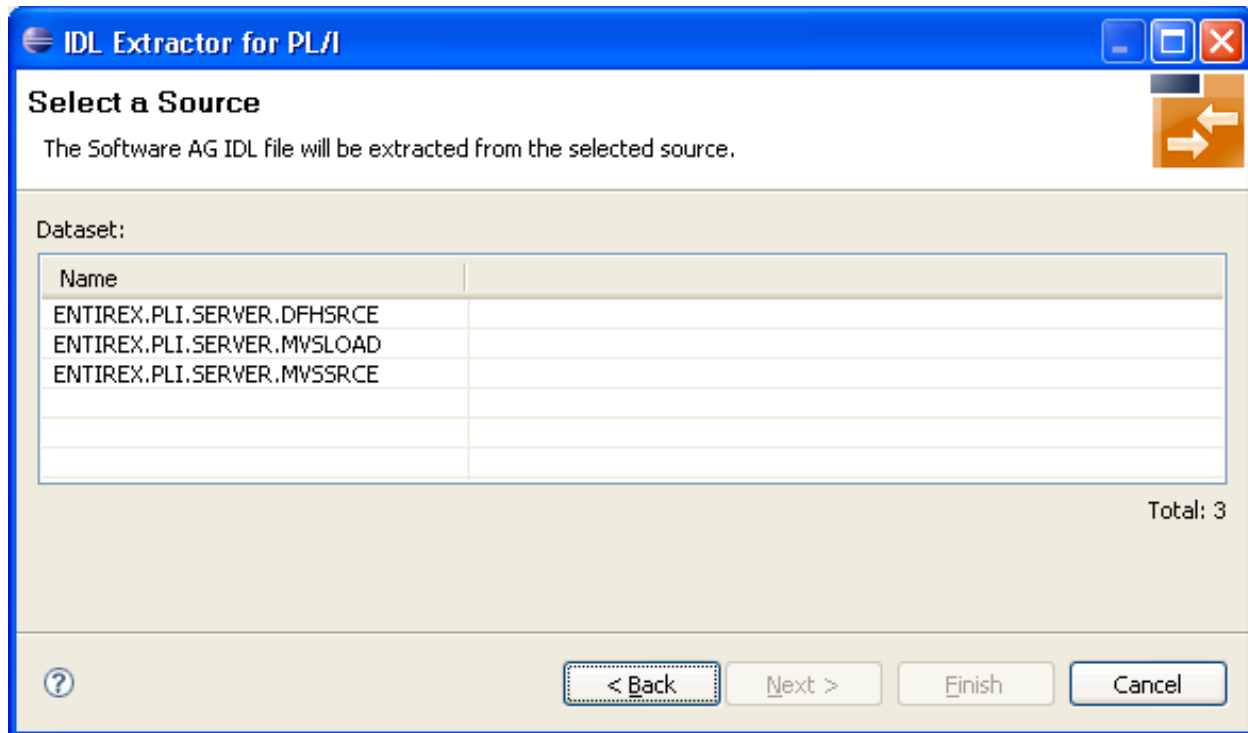 IDL Extractor for PL/I
Select a Source
The Software AG IDL file will be extracted from the selected source.
Dataset:
Name
ENTIREX.PLI.SERVER.DFHSRCE
ENTIREX.PLI.SERVER.MVSLOAD
ENTIREX.PLI.SERVER.MVSSRCE
Total: 3
? < Back Next > Finish Cancel